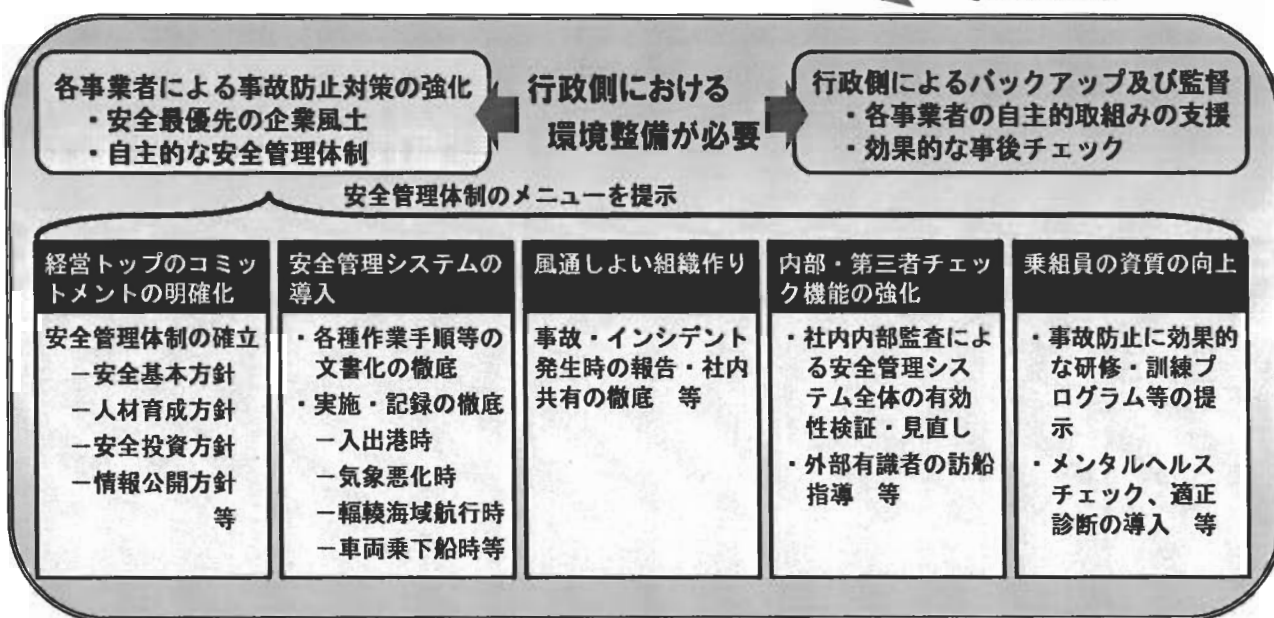 各事業者による事故防止対策の強化
・安全最優先の企業風土
・自主的な安全管理体制
行政側における
環境整備が必要
行政側によるバックアップ及び監督
・各事業者の自主的取組みの支援
・効果的な事後チェック
安全管理体制のメニューを提示
経営トップのコミッ
トメントの明確化
安全管理体制の確立
－安全基本方針
－人材育成方針
－安全投資方針
－情報公開方針
等
安全管理システムの
導入
・各種作業手順等の
文書化の徹底
・実施・記録の徹底
－入出港時
－気象悪化時
－輻輳海域航行時
－車両乗下船時等
風通しよい組織作り
事故・インシデント
発生時の報告・社内
共有の徹底　等
内部・第三者チェッ
ク機能の強化
・社内内部監査によ
る安全管理シス
テム全体の有効
性検証・見直し
・外部有識者の訪船
指導　等
乗組員の資質の向上
・事故防止に効果的
な研修・訓練プ
ログラム等の提
示
・メンタルヘルス
チェック、適正
診断の導入　等